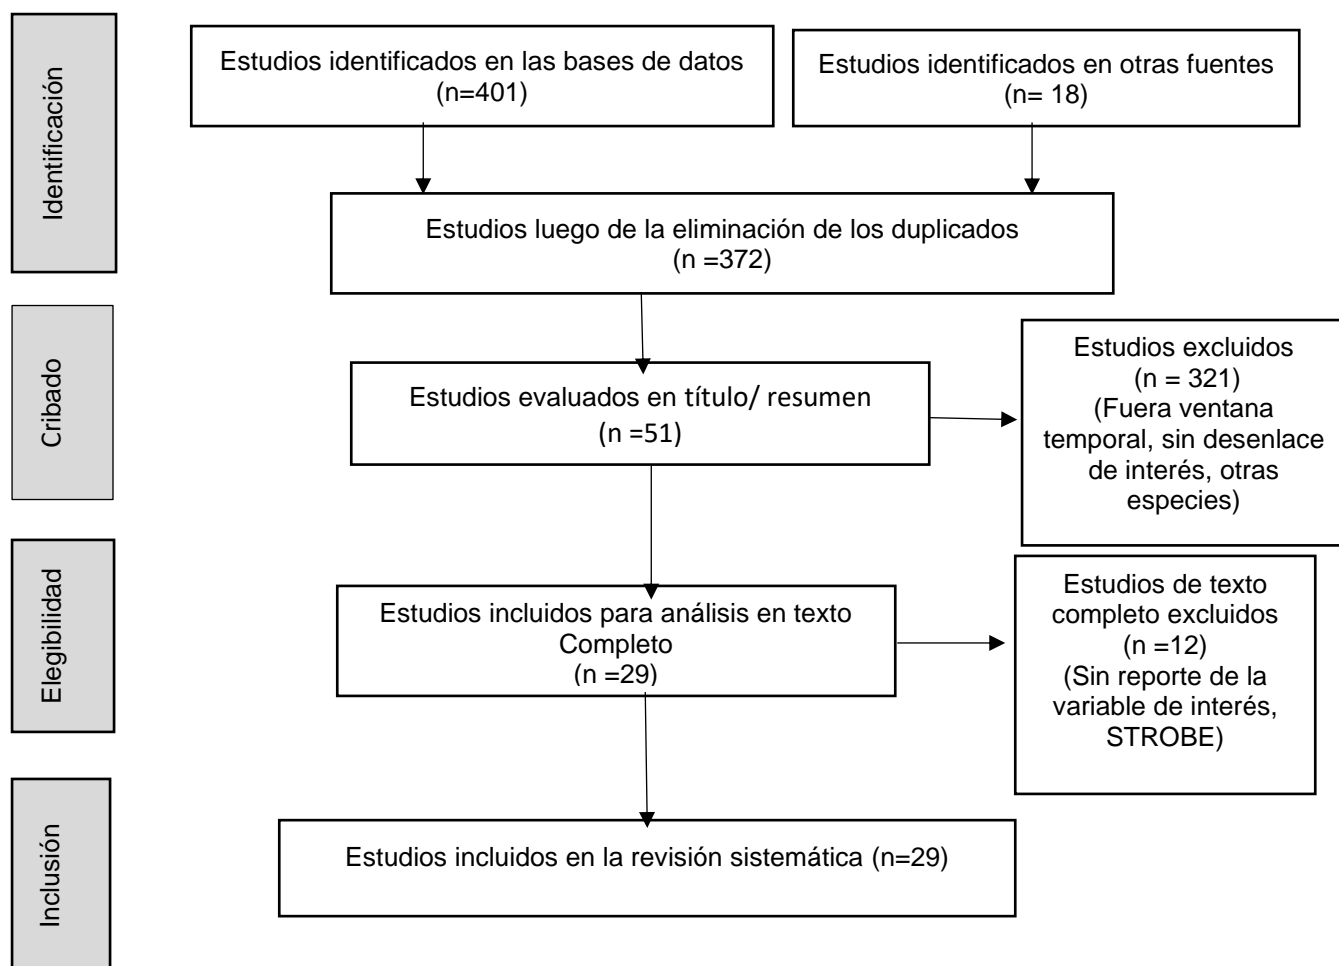 Identificación
Estudios identificados en las bases de datos
(n=401)
Estudios identificados en otras fuentes
(n= 18)
Estudios luego de la eliminación de los duplicados
(n =372)
Cribado
Estudios evaluados en título/ resumen
(n =51)
Estudios excluidos
(n = 321)
(Fuera ventana
temporal, sin desenlace
de interés, otras
especies)
Elegibilidad
Estudios incluidos para análisis en texto
Completo
(n =29)
Estudios de texto
completo excluidos
(n =12)
(Sin reporte de la
variable de interés,
STROBE)
Inclusión
Estudios incluidos en la revisión sistemática (n=29)